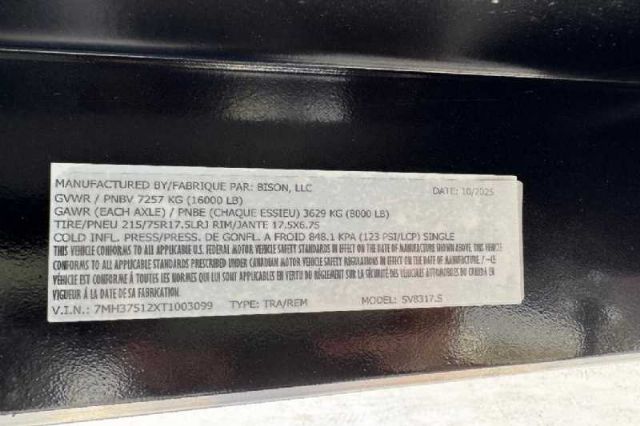 MANUFACTURED BY/FABRIQUE PAR: BISON, LLC DATE: 10/2025
GVWR / PNBV 7257 KG (16000 LB)
GAWR (EACH AXLE) / PNBE (CHAQUE ESSIEU) 3629 KG (8000 LB)
TIRE/PNEU 215/75R17.5LRJ RIM/JANTE 17.5X6.75
COLD INFL. PRESS/PRESS. DE GONFL. A FROID 848.1 KPA (123 PSI/LCP) SINGLE
THIS VEHICLE CONFORMS TO ALL APPLICABLE U.S. FEDERAL MOTOR VEHICLE SAFETY STANDARDS IN EFFECT ON THE DATE OF MANUFACTURE SHOWN ABOVE. THIS VEHICLE
CONFORMS TO ALL APPLICABLE STANDARDS PRESCRIBED UNDER CANADIAN MOTOR VEHICLE SAFETY REGULATIONS IN EFFECT ON THE DATE OF MANUFACTURE. / -CE
VÉHICULE EST CONFORME À TOUTES LES NORMES QUI LUI SONT APPLICABLES EN VERTU DU RÈGLEMENT SUR LA SÉCURITÉ DES VÉHICULES AUTOMOBILES DU CANADA EN
VIGUEUR À LA DATE DE SA FABRICATION.
V.I.N.: 7MH37512XT1003099 TYPE: TRA/REM MODEL: SV8317.5